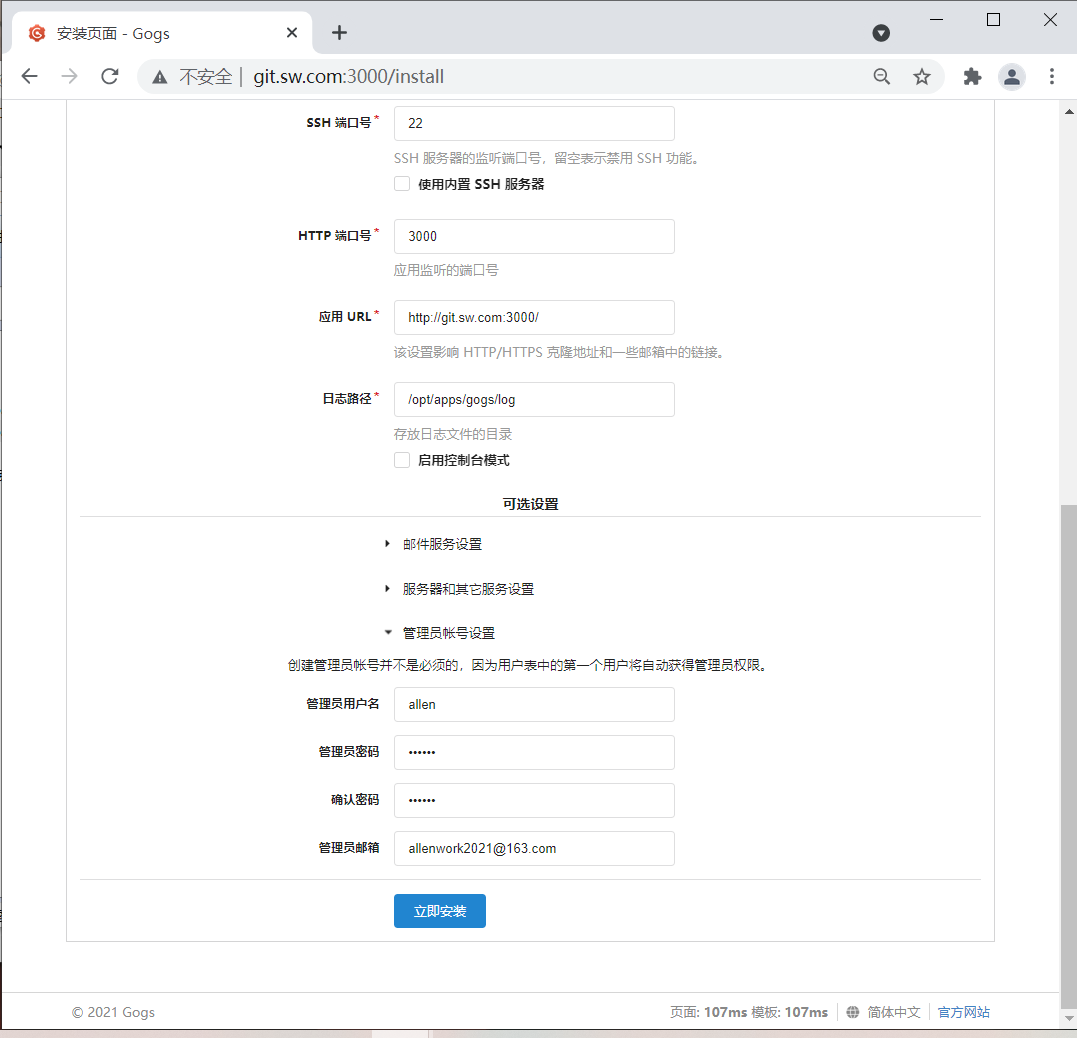 安装页面 - Gogs
不安全 | git.sw.com:3000/install
SSH 端口号* 22
SSH 服务器的监听端口号，留空表示禁用 SSH 功能。
使用内置 SSH 服务器
HTTP 端口号* 3000
应用监听的端口号
应用 URL* http://git.sw.com:3000/
该设置影响 HTTP/HTTPS 克隆地址和一些邮箱中的链接。
日志路径* /opt/apps/gogs/log
存放日志文件的目录
启用控制台模式
可选设置
邮件服务设置
服务器和其它服务设置
管理员帐号设置
创建管理员帐号并不是必须的，因为用户表中的第一个用户将自动获得管理员权限。
管理员用户名 allen
管理员密码 ••••••
确认密码 ••••••
管理员邮箱 allenwork2021@163.com
立即安装
© 2021 Gogs 页面: 107ms 模板: 107ms 简体中文 官方网站